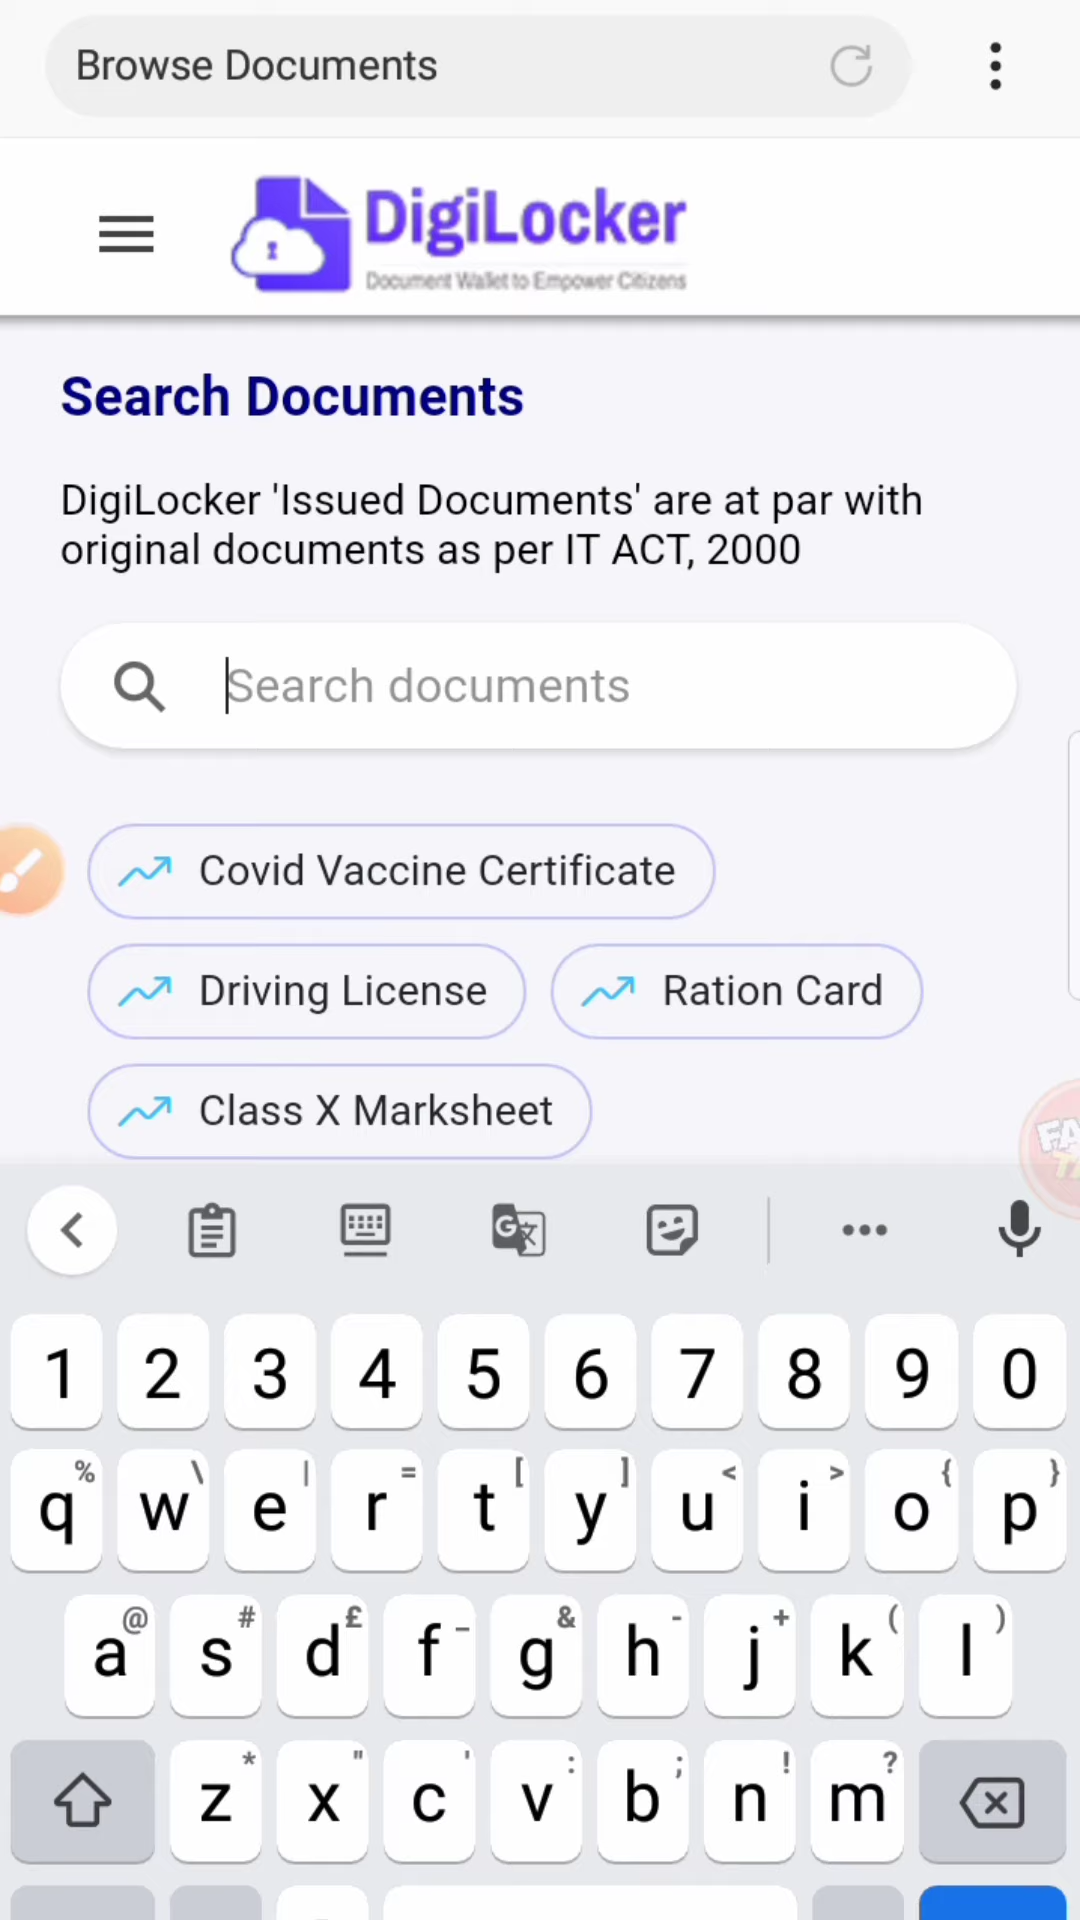 Browse Documents
DigiLocker
Document Wallet to Empower Citizens
Search Documents
DigiLocker 'Issued Documents' are at par with
original documents as per IT ACT, 2000
Search documents
Covid Vaccine Certificate
Driving License
Ration Card
Class X Marksheet
1 2 3 4 5 6 7 8 9 0
% \ | = [ ] < > { }
q w e r t y u i o p
@ # £ _ & - + ( )
a s d f g h j k l
* " ' : ; ! ?
z x c v b n m